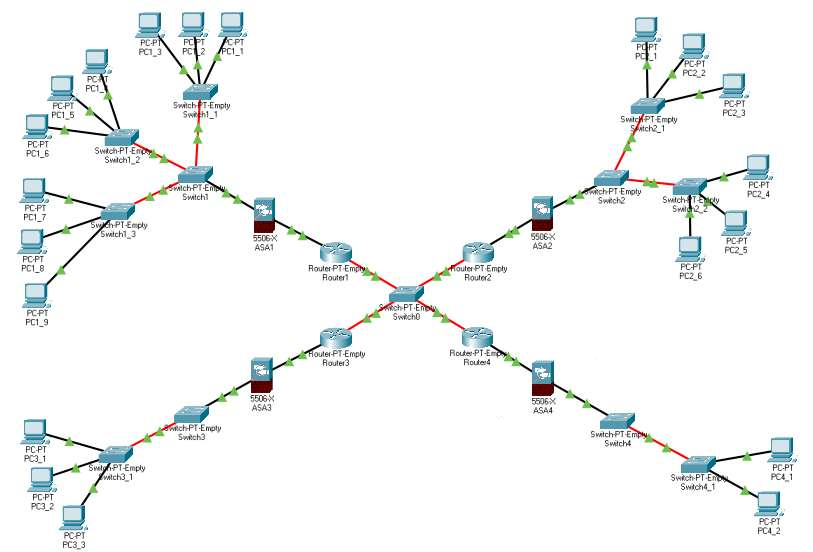 PC-PT
PC1_3
PC-PT
PC1_2
PC-PT
PC1_1
PC-PT
PC1_4
PC-PT
PC1_5
PC-PT
PC1_6
Switch-PT-Empty
Switch1_1
Switch-PT-Empty
Switch1_2
Switch-PT-Empty
Switch1
PC-PT
PC1_7
Switch-PT-Empty
Switch1_3
PC-PT
PC1_8
PC-PT
PC1_9
5506-X
ASA1
Router-PT-Empty
Router1
PC-PT
PC2_1
PC-PT
PC2_2
PC-PT
PC2_3
Switch-PT-Empty
Switch2_1
Switch-PT-Empty
Switch2
Switch-PT-Empty
Switch2_2
PC-PT
PC2_4
PC-PT
PC2_5
PC-PT
PC2_6
5506-X
ASA2
Router-PT-Empty
Router2
Switch-PT-Empty
Switch0
Router-PT-Empty
Router3
Router-PT-Empty
Router4
5506-X
ASA3
5506-X
ASA4
Switch-PT-Empty
Switch3
Switch-PT-Empty
Switch4
PC-PT
PC3_1
Switch-PT-Empty
Switch3_1
PC-PT
PC3_2
PC-PT
PC3_3
Switch-PT-Empty
Switch4_1
PC-PT
PC4_1
PC-PT
PC4_2